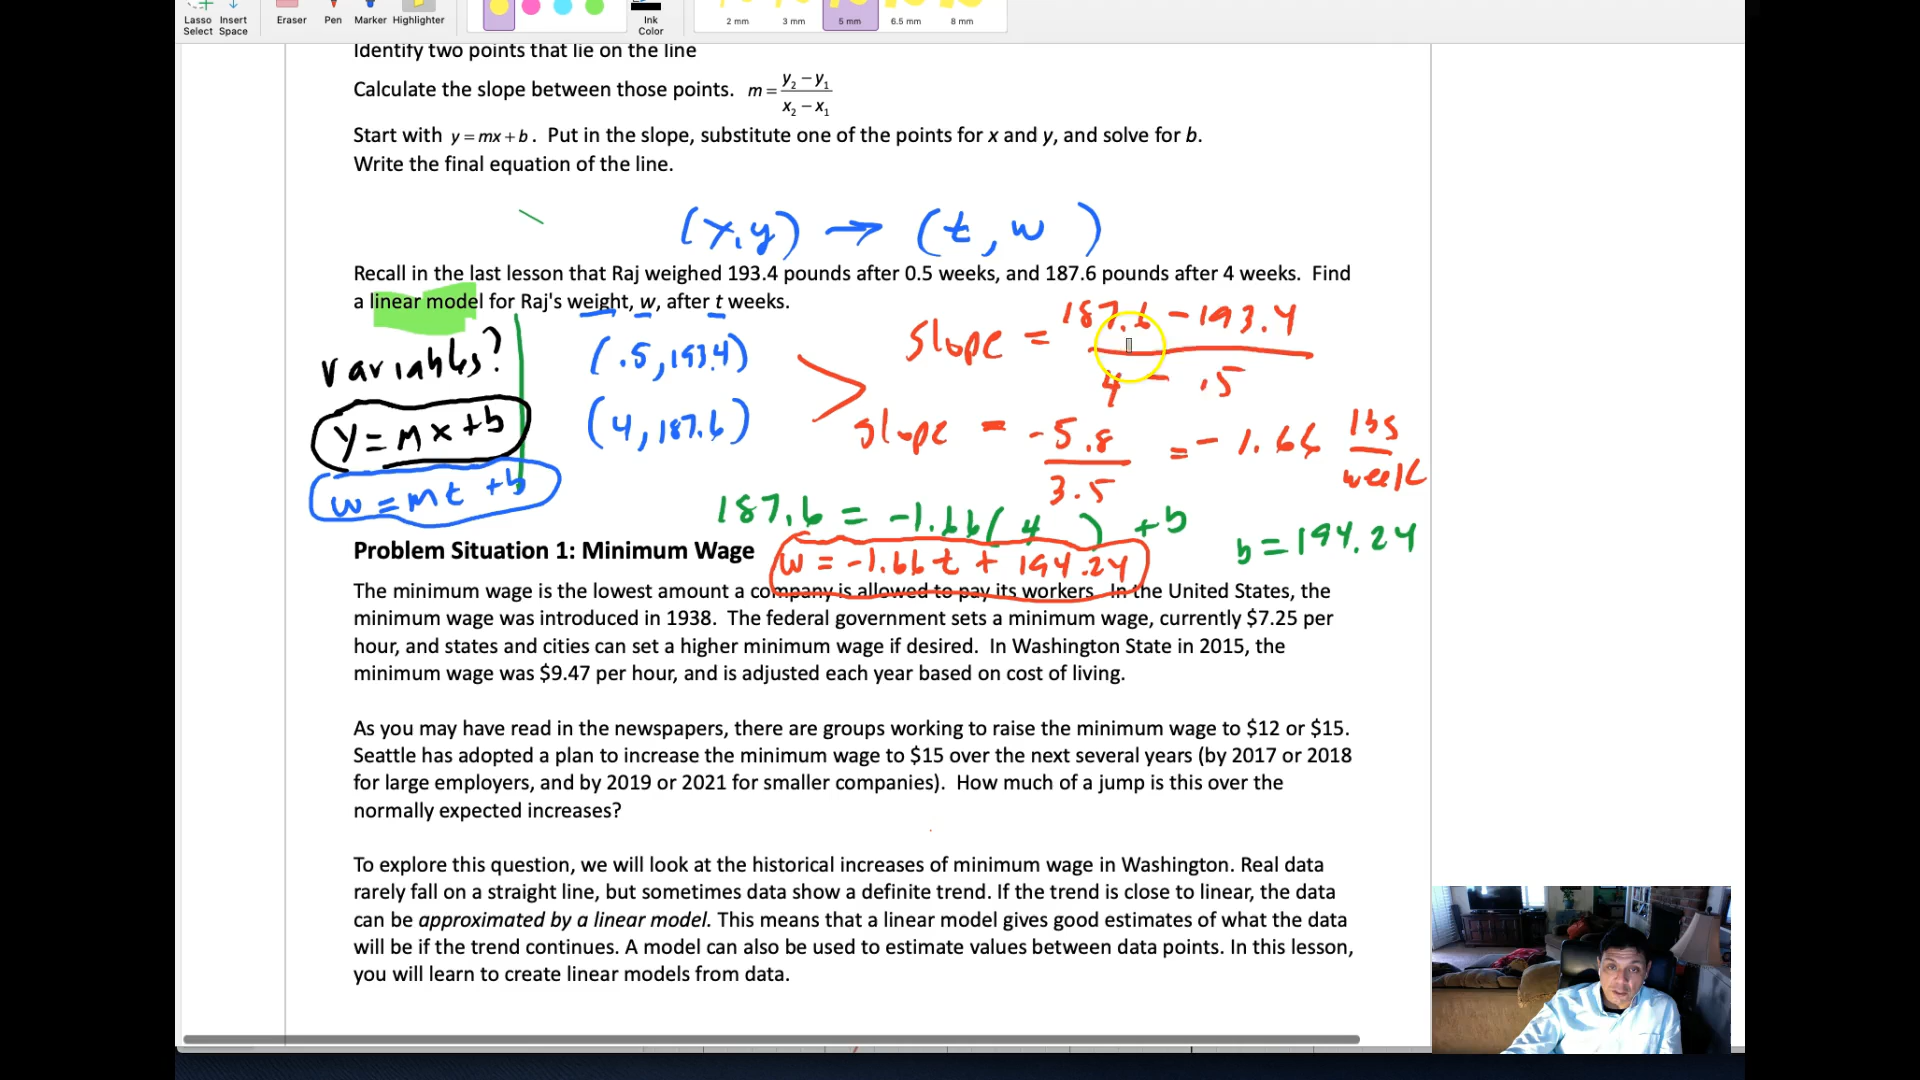 Lasso Select
Insert Space
Eraser
Pen
Marker
Highlighter
Ink Color
2 mm
3 mm
5 mm
6.5 mm
8 mm
Identify two points that lie on the line
Calculate the slope between those points. m = (y₂ − y₁)/(x₂ − x₁)
Start with y = mx + b. Put in the slope, substitute one of the points for x and y, and solve for b.
Write the final equation of the line.
(x,y) → (t, w )
Recall in the last lesson that Raj weighed 193.4 pounds after 0.5 weeks, and 187.6 pounds after 4 weeks. Find
a linear model for Raj's weight, w, after t weeks.
variables?
y = mx + b
w = mt + b
(.5, 193.4)
(4, 187.6)
slope = (187.6 − 193.4)/(4 − .5)
slope = −5.8/3.5 = −1.66 lbs/week
187.6 = −1.66( 4 ) + b
b = 194.24
w = −1.66 t + 194.24
Problem Situation 1: Minimum Wage
The minimum wage is the lowest amount a company is allowed to pay its workers. In the United States, the
minimum wage was introduced in 1938. The federal government sets a minimum wage, currently $7.25 per
hour, and states and cities can set a higher minimum wage if desired. In Washington State in 2015, the
minimum wage was $9.47 per hour, and is adjusted each year based on cost of living.
As you may have read in the newspapers, there are groups working to raise the minimum wage to $12 or $15.
Seattle has adopted a plan to increase the minimum wage to $15 over the next several years (by 2017 or 2018
for large employers, and by 2019 or 2021 for smaller companies). How much of a jump is this over the
normally expected increases?
To explore this question, we will look at the historical increases of minimum wage in Washington. Real data
rarely fall on a straight line, but sometimes data show a definite trend. If the trend is close to linear, the data
can be approximated by a linear model. This means that a linear model gives good estimates of what the data
will be if the trend continues. A model can also be used to estimate values between data points. In this lesson,
you will learn to create linear models from data.